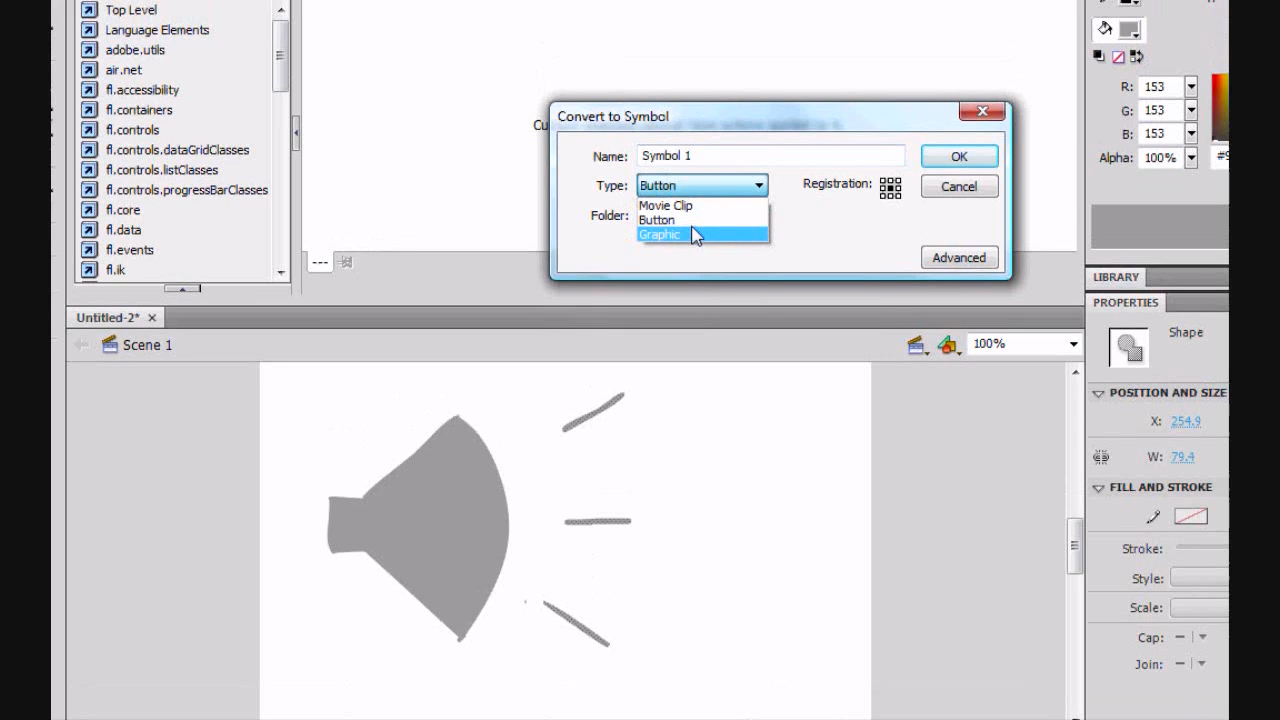 Top Level
Language Elements
adobe.utils
air.net
fl.accessibility
fl.containers
fl.controls
fl.controls.dataGridClasses
fl.controls.listClasses
fl.controls.progressBarClasses
fl.core
fl.data
fl.events
fl.ik
Convert to Symbol
Name: Symbol 1 OK
Type: Button Registration: Cancel
Movie Clip
Button
Folder:
Graphic
Advanced
R: 153
G: 153
B: 153
Alpha: 100%
LIBRARY
PROPERTIES
Shape
POSITION AND SIZE
X: 254.9
W: 79.4
FILL AND STROKE
Stroke:
Style:
Scale:
Cap:
Join:
Untitled-2*
Scene 1 100%